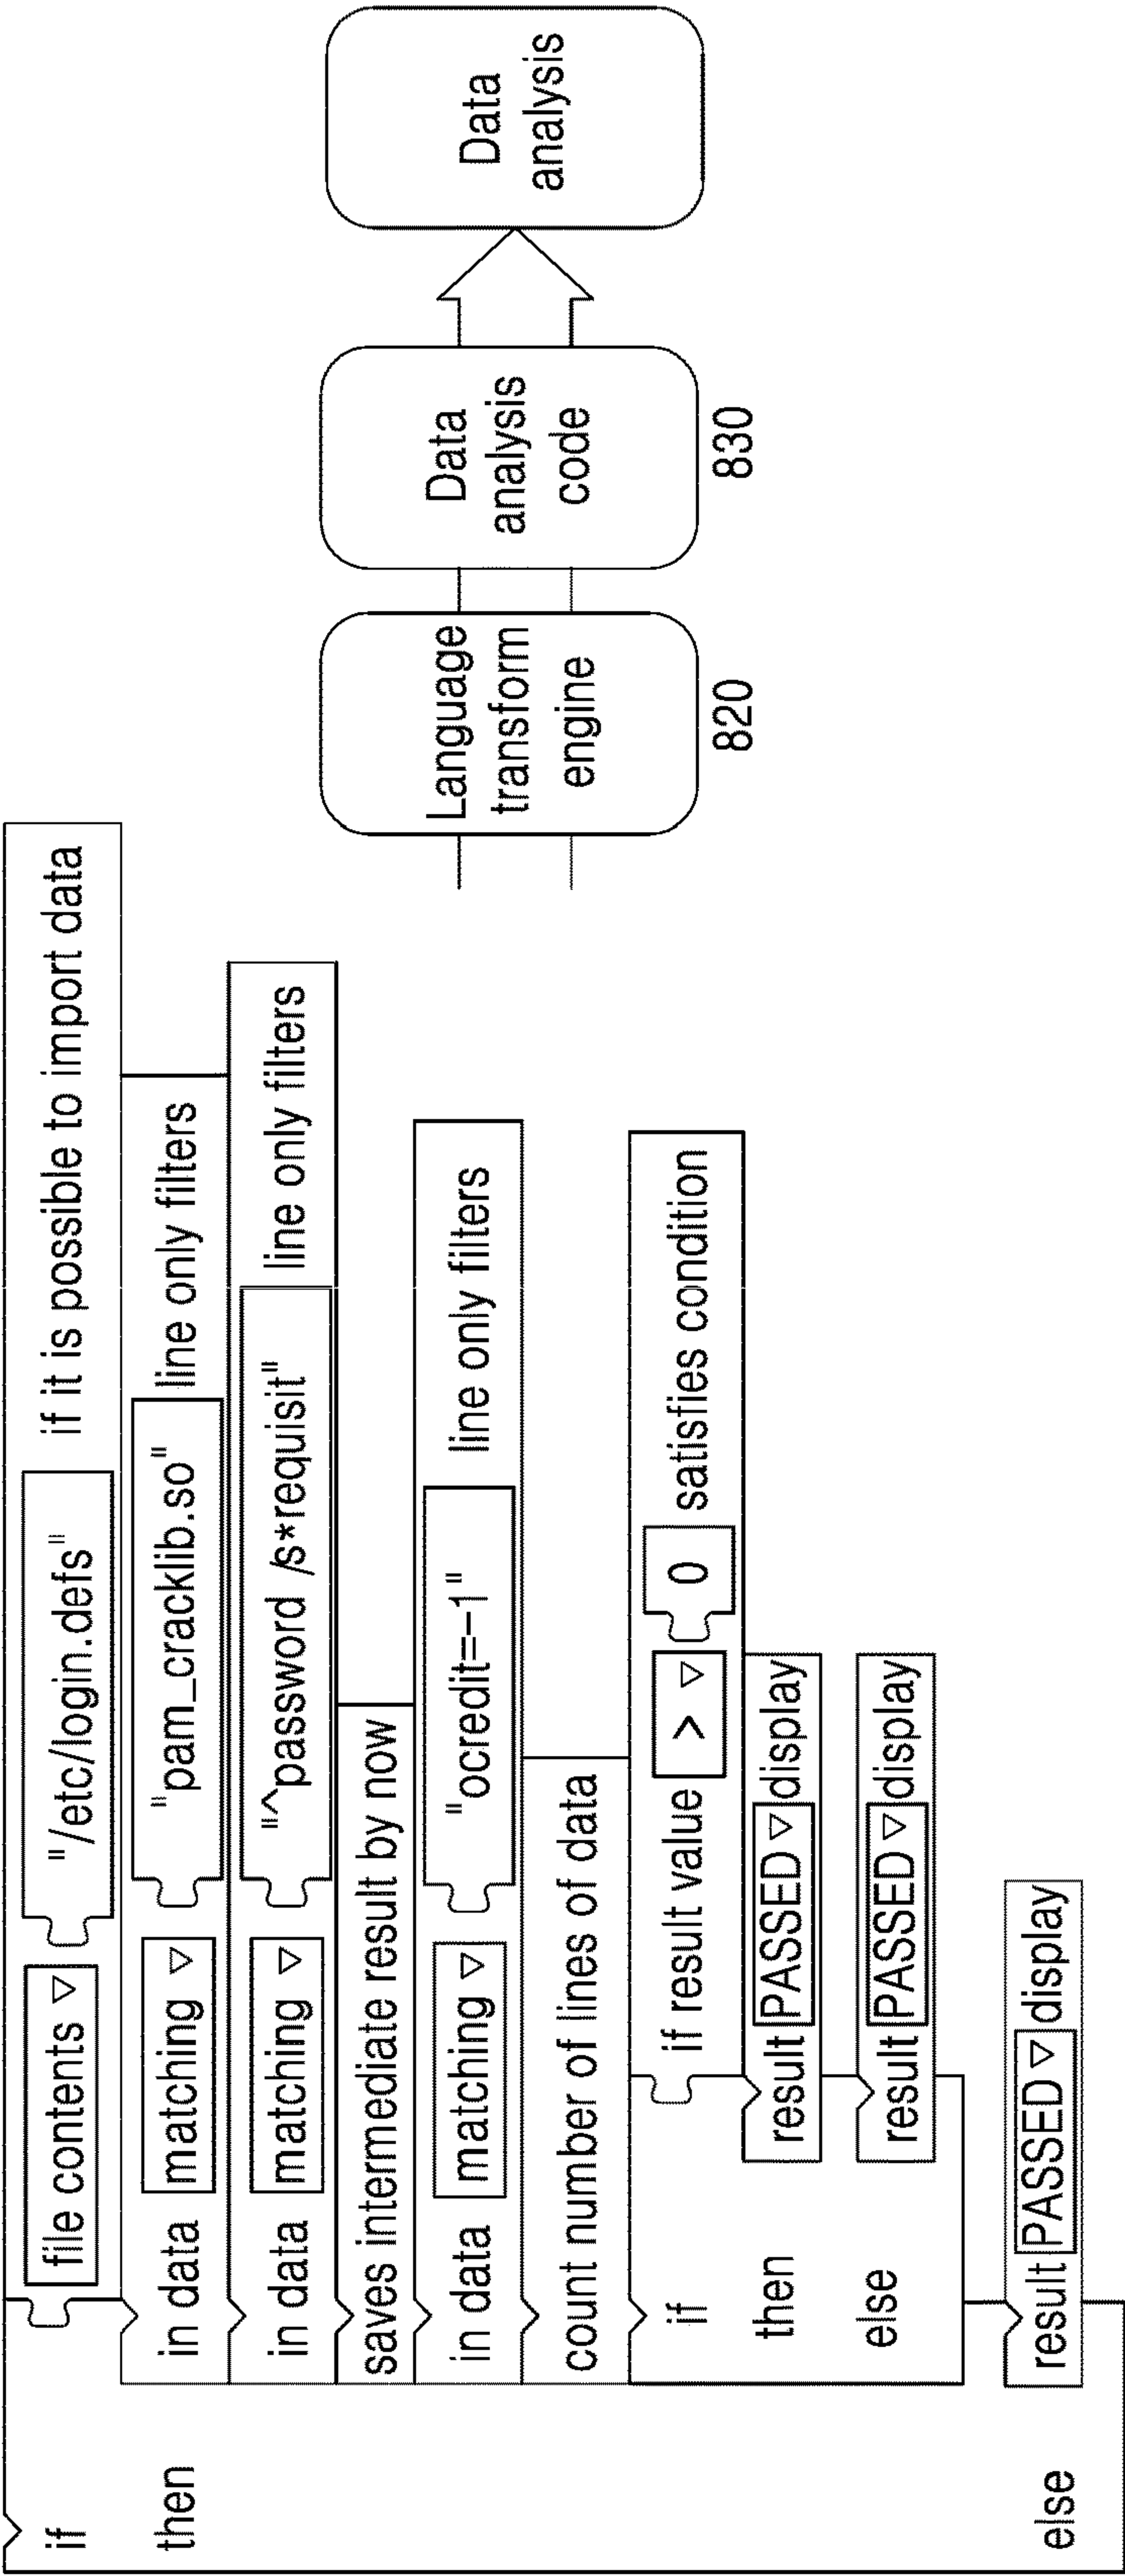 if file contents ▽ "/etc/login.defs" if it is possible to import data
then in data matching ▽ "pam_cracklib.so" line only filters
in data matching ▽ "^password /s*requisit" line only filters
saves intermediate result by now
in data matching ▽ "ocredit=−1" line only filters
count number of lines of data
if if result value > ▽ 0 satisfies condition
then result PASSED ▽ display
else result PASSED ▽ display
else result PASSED ▽ display
Language
transform
engine
820
Data
analysis
code
830
Data
analysis